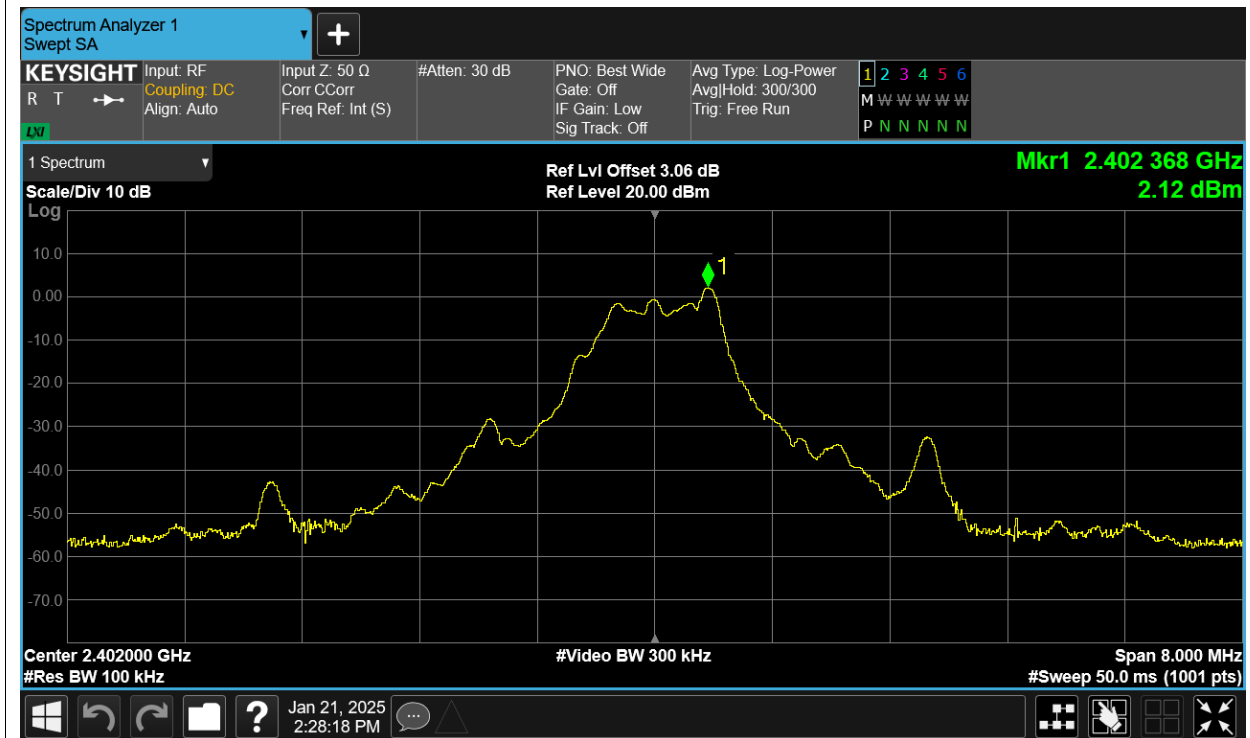 Spectrum Analyzer 1
Swept SA
KEYSIGHT
R T
LXI
Input: RF
Coupling: DC
Align: Auto
Input Z: 50 Ω
Corr CCorr
Freq Ref: Int (S)
#Atten: 30 dB
PNO: Best Wide
Gate: Off
IF Gain: Low
Sig Track: Off
Avg Type: Log-Power
Avg|Hold: 300/300
Trig: Free Run
1 2 3 4 5 6
M W W W W W
P N N N N N
1 Spectrum
Scale/Div 10 dB
Log
Ref Lvl Offset 3.06 dB
Ref Level 20.00 dBm
Mkr1 2.402 368 GHz
2.12 dBm
1
10.0
0.00
-10.0
-20.0
-30.0
-40.0
-50.0
-60.0
-70.0
Center 2.402000 GHz
#Res BW 100 kHz
#Video BW 300 kHz
Span 8.000 MHz
#Sweep 50.0 ms (1001 pts)
?
Jan 21, 2025
2:28:18 PM